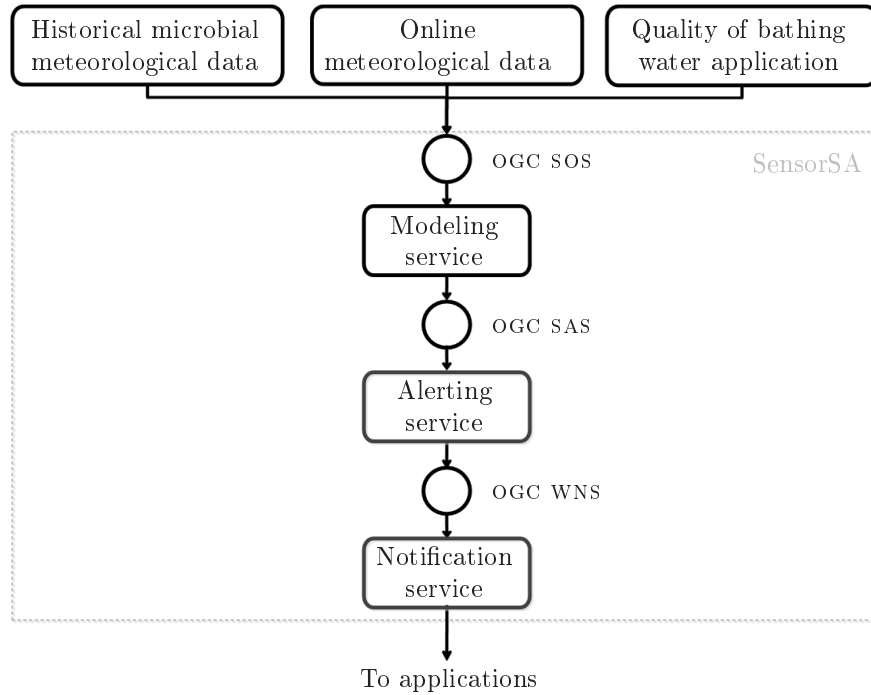 Historical microbial
meteorological data
Online
meteorological data
Quality of bathing
water application
OGC SOS
SensorSA
Modeling
service
OGC SAS
Alerting
service
OGC WNS
Notification
service
To applications